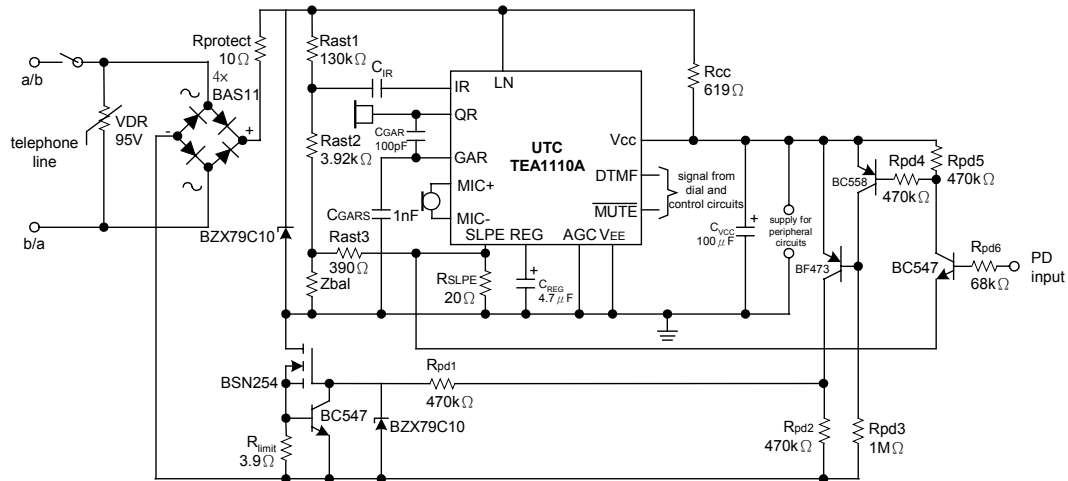 Rprotect
10Ω
Rast1
130kΩ
LN
Rcc
619Ω
a/b
4x
BAS11
C IR
IR
VDR
95V
telephone
line
-
+
QR
CGAR
100pF
Rast2
3.92kΩ
UTC
TEA1110A
Vcc
GAR
DTMF
signal from
dial and
control circuits
MUTE
MIC+
MIC-
CGARS
1nF
BC558
Rpd4
470kΩ
Rpd5
470kΩ
b/a
BZX79C10
Rast3
390Ω
SLPE
REG
AGC
VEE
CVCC
100μF
+
supply for
peripheral
circuits
BF473
BC547
Rpd6
68kΩ
PD
input
Zbal
RSLPE
20Ω
+
CREG
4.7μF
BSN254
Rpd1
470kΩ
BC547
BZX79C10
Rlimit
3.9Ω
Rpd2
470kΩ
Rpd3
1MΩ